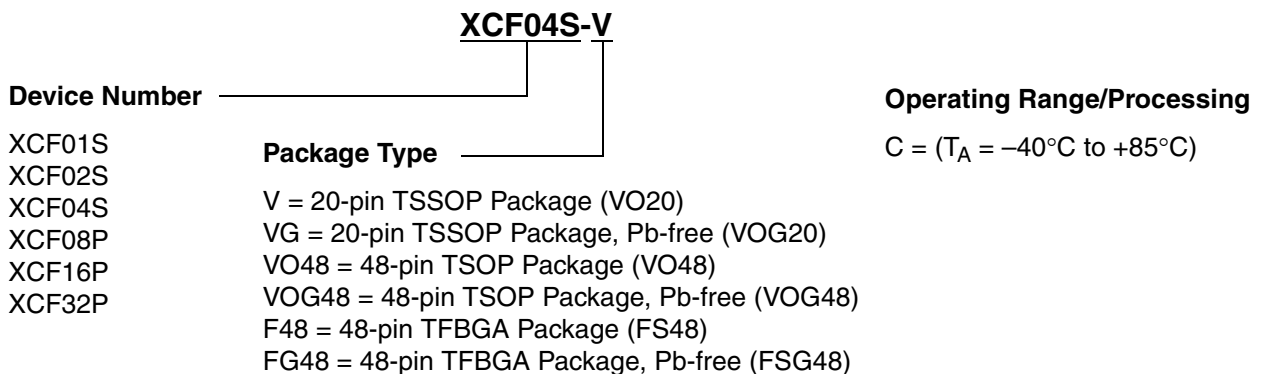 XCF04S-V
Device Number
XCF01S
XCF02S
XCF04S
XCF08P
XCF16P
XCF32P
Package Type
V = 20-pin TSSOP Package (VO20)
VG = 20-pin TSSOP Package, Pb-free (VOG20)
VO48 = 48-pin TSOP Package (VO48)
VOG48 = 48-pin TSOP Package, Pb-free (VOG48)
F48 = 48-pin TFBGA Package (FS48)
FG48 = 48-pin TFBGA Package, Pb-free (FSG48)
Operating Range/Processing
C = (TA = –40°C to +85°C)